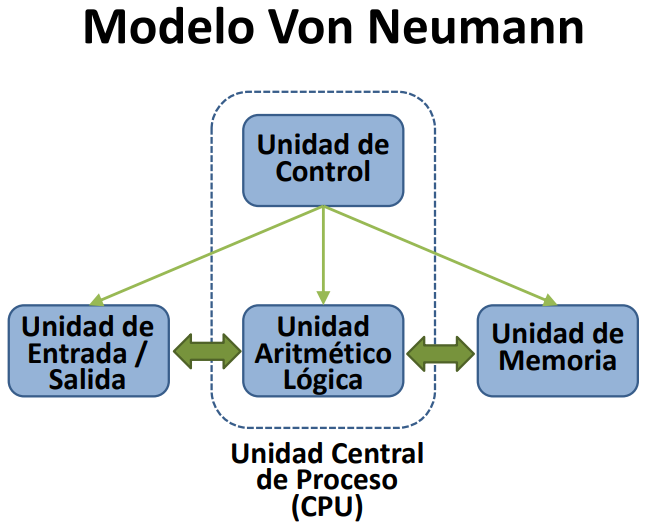 Modelo Von Neumann
Unidad de
Control
Unidad de
Entrada /
Salida
Unidad
Aritmético
Lógica
Unidad de
Memoria
Unidad Central
de Proceso
(CPU)